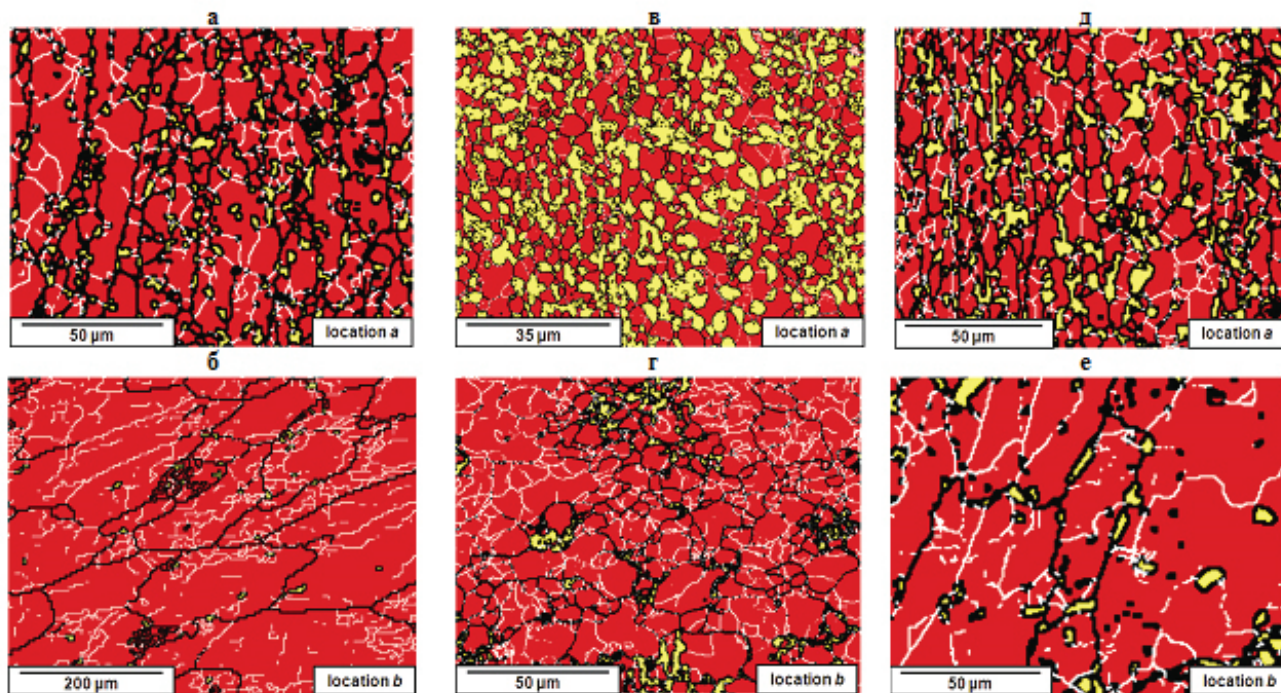 а
в
д
50 µm
location a
35 µm
location a
50 µm
location a
б
г
е
200 µm
location b
50 µm
location b
50 µm
location b